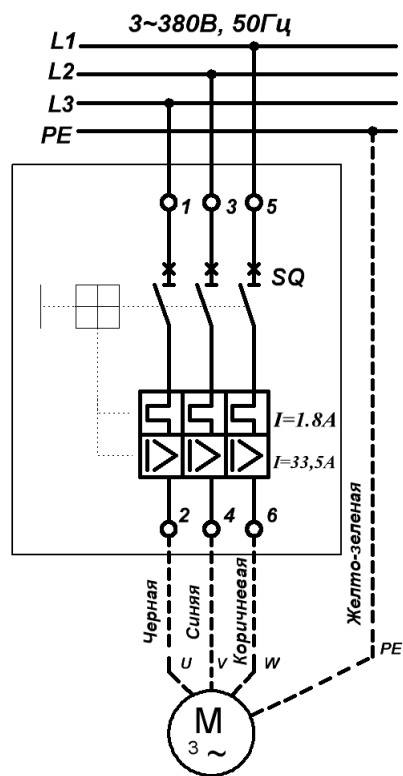 3~380В, 50Гц
L1
L2
L3
PE
1 3 5
SQ
I=1.8A
I=33,5A
2 4 6
Черная
Синяя
Коричневая
Желто-зеленая
U V W
PE
M
3 ~